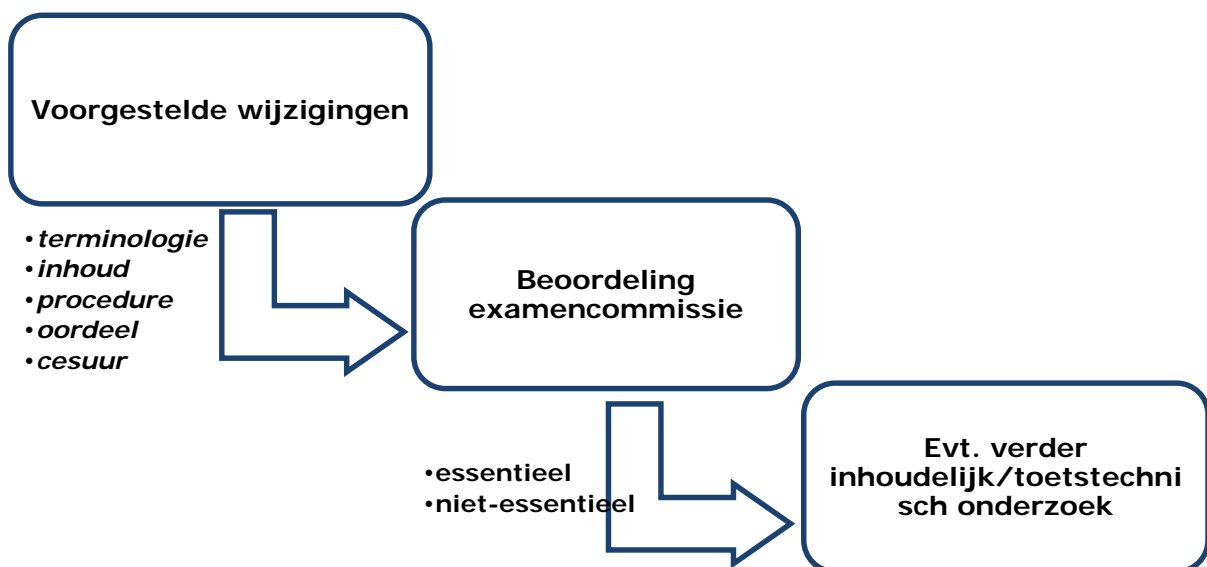 Voorgestelde wijzigingen
•terminologie
•inhoud
•procedure
•oordeel
•cesuur
Beoordeling
examencommissie
•essentieel
•niet-essentieel
Evt. verder
inhoudelijk/toetstechni
sch onderzoek